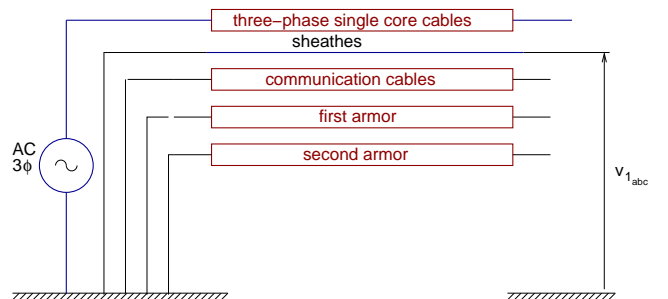 three−phase single core cables
sheathes
communication cables
first armor
second armor
AC
3ϕ
v1abc